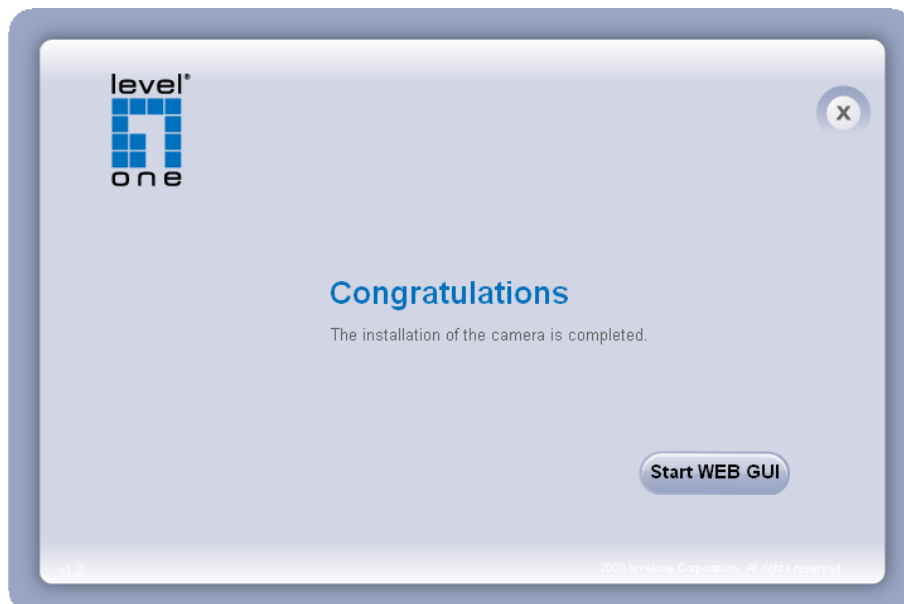 level®
one
X
Congratulations
The installation of the camera is completed.
Start WEB GUI
v1.2
2009 levelone Corporation, All rights reserved.